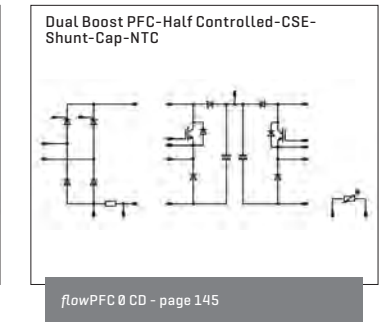 Dual Boost PFC-Half Controlled-CSE-
Shunt-Cap-NTC
flowPFC 0 CD - page 145